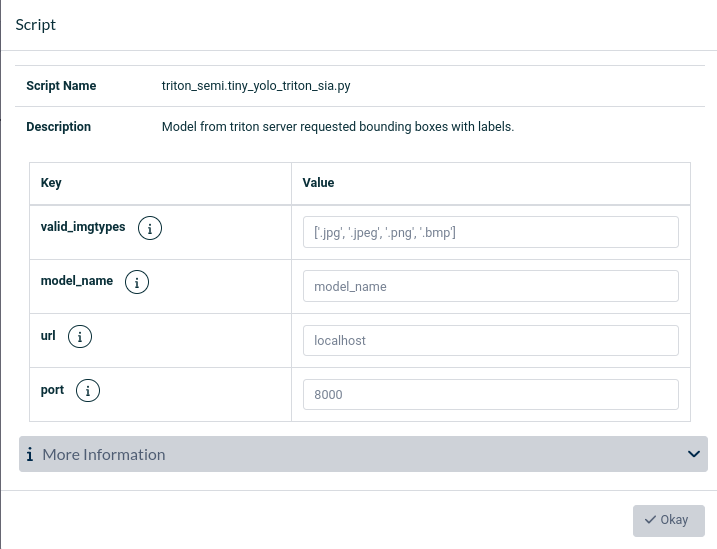 Script
Script Name triton_semi.tiny_yolo_triton_sia.py
Description Model from triton server requested bounding boxes with labels.
Key Value
valid_imgtypes ['.jpg', '.jpeg', '.png', '.bmp']
model_name model_name
url localhost
port 8000
More Information
Okay